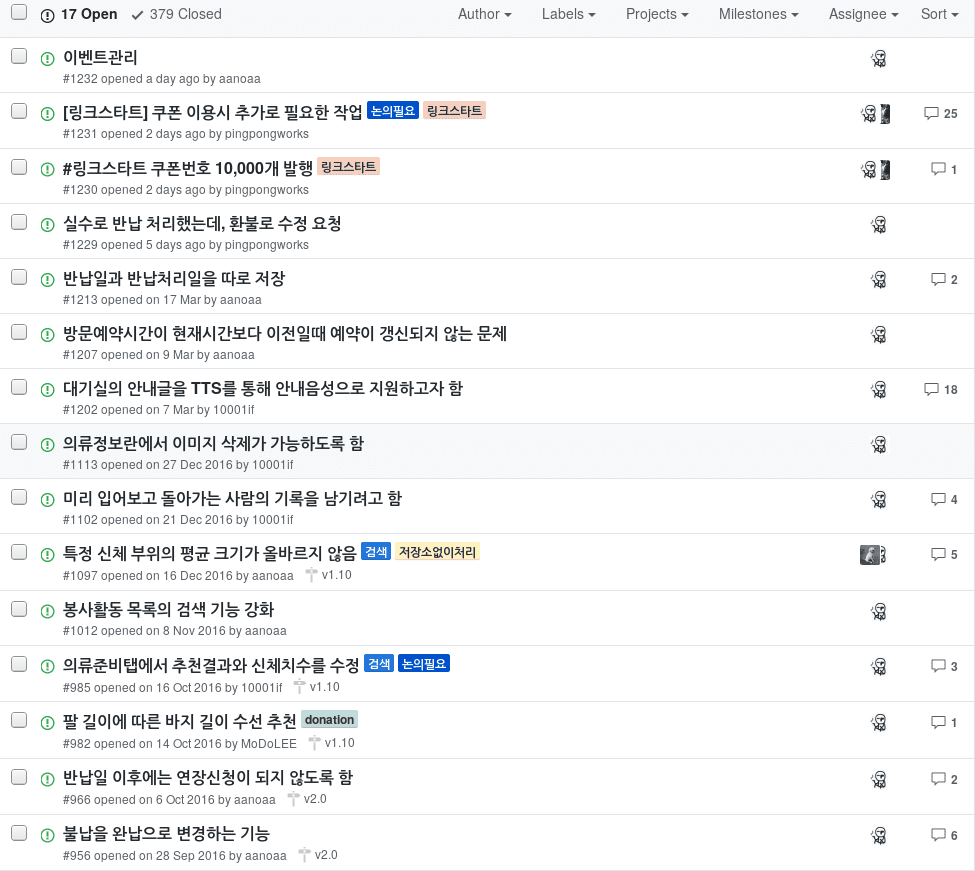 17 Open 379 Closed Author Labels Projects Milestones Assignee Sort
이벤트관리
#1232 opened a day ago by aanoaa
[링크스타트] 쿠폰 이용시 추가로 필요한 작업 논의필요 링크스타트 25
#1231 opened 2 days ago by pingpongworks
#링크스타트 쿠폰번호 10,000개 발행 링크스타트 1
#1230 opened 2 days ago by pingpongworks
실수로 반납 처리했는데, 환불로 수정 요청
#1229 opened 5 days ago by pingpongworks
반납일과 반납처리일을 따로 저장 2
#1213 opened on 17 Mar by aanoaa
방문예약시간이 현재시간보다 이전일때 예약이 갱신되지 않는 문제
#1207 opened on 9 Mar by aanoaa
대기실의 안내글을 TTS를 통해 안내음성으로 지원하고자 함 18
#1202 opened on 7 Mar by 10001if
의류정보란에서 이미지 삭제가 가능하도록 함
#1113 opened on 27 Dec 2016 by 10001if
미리 입어보고 돌아가는 사람의 기록을 남기려고 함 4
#1102 opened on 21 Dec 2016 by 10001if
특정 신체 부위의 평균 크기가 올바르지 않음 검색 저장소없이처리 5
#1097 opened on 16 Dec 2016 by aanoaa v1.10
봉사활동 목록의 검색 기능 강화
#1012 opened on 8 Nov 2016 by aanoaa
의류준비탭에서 추천결과와 신체치수를 수정 검색 논의필요 3
#985 opened on 16 Oct 2016 by 10001if v1.10
팔 길이에 따른 바지 길이 수선 추천 donation 1
#982 opened on 14 Oct 2016 by MoDoLEE v1.10
반납일 이후에는 연장신청이 되지 않도록 함 2
#966 opened on 6 Oct 2016 by aanoaa v2.0
불납을 완납으로 변경하는 기능 6
#956 opened on 28 Sep 2016 by aanoaa v2.0